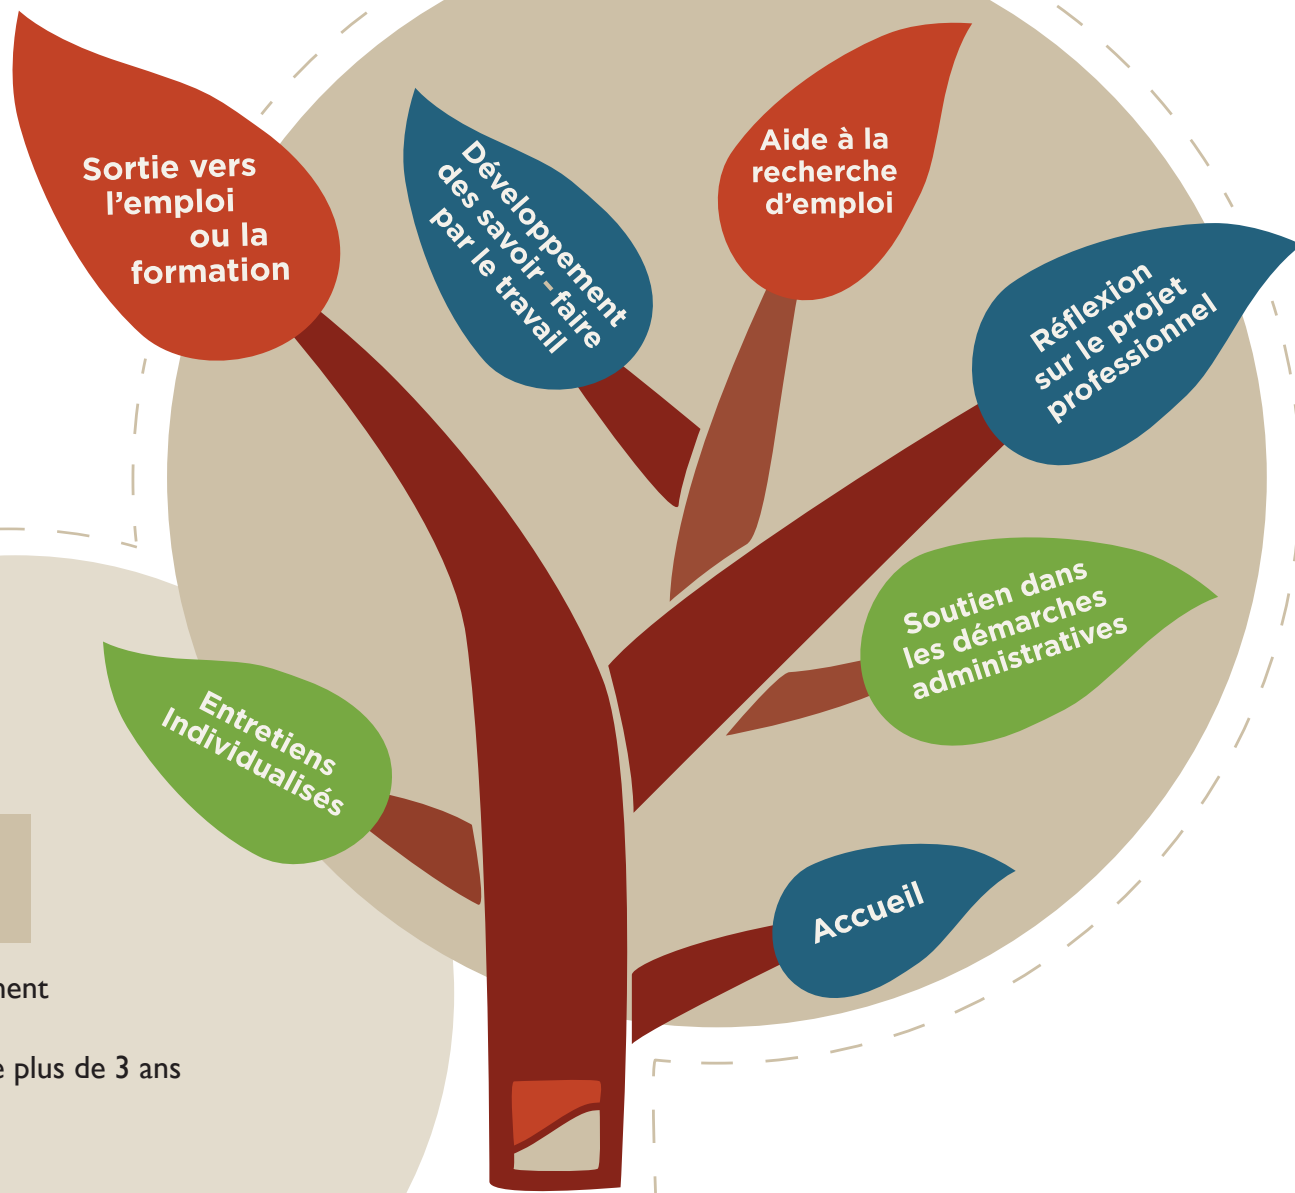 Sortie vers
l'emploi
ou la
formation
Développement
des savoir-faire
par le travail
Aide à la
recherche
d'emploi
Réflexion
sur le projet
professionnel
Soutien dans
les démarches
administratives
Entretiens
Individualisés
Accueil
plus de 3 ans